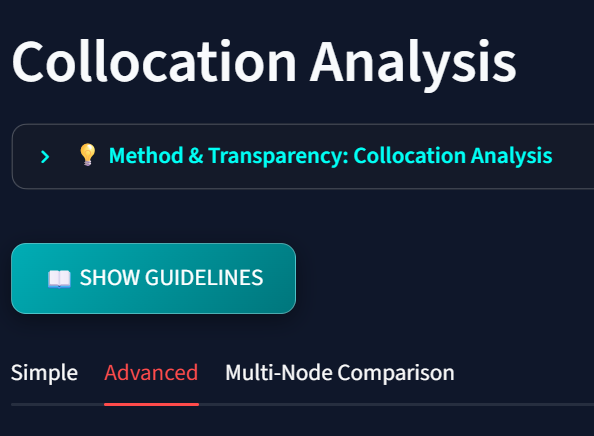 Collocation Analysis
Method & Transparency: Collocation Analysis
SHOW GUIDELINES
Simple Advanced Multi-Node Comparison